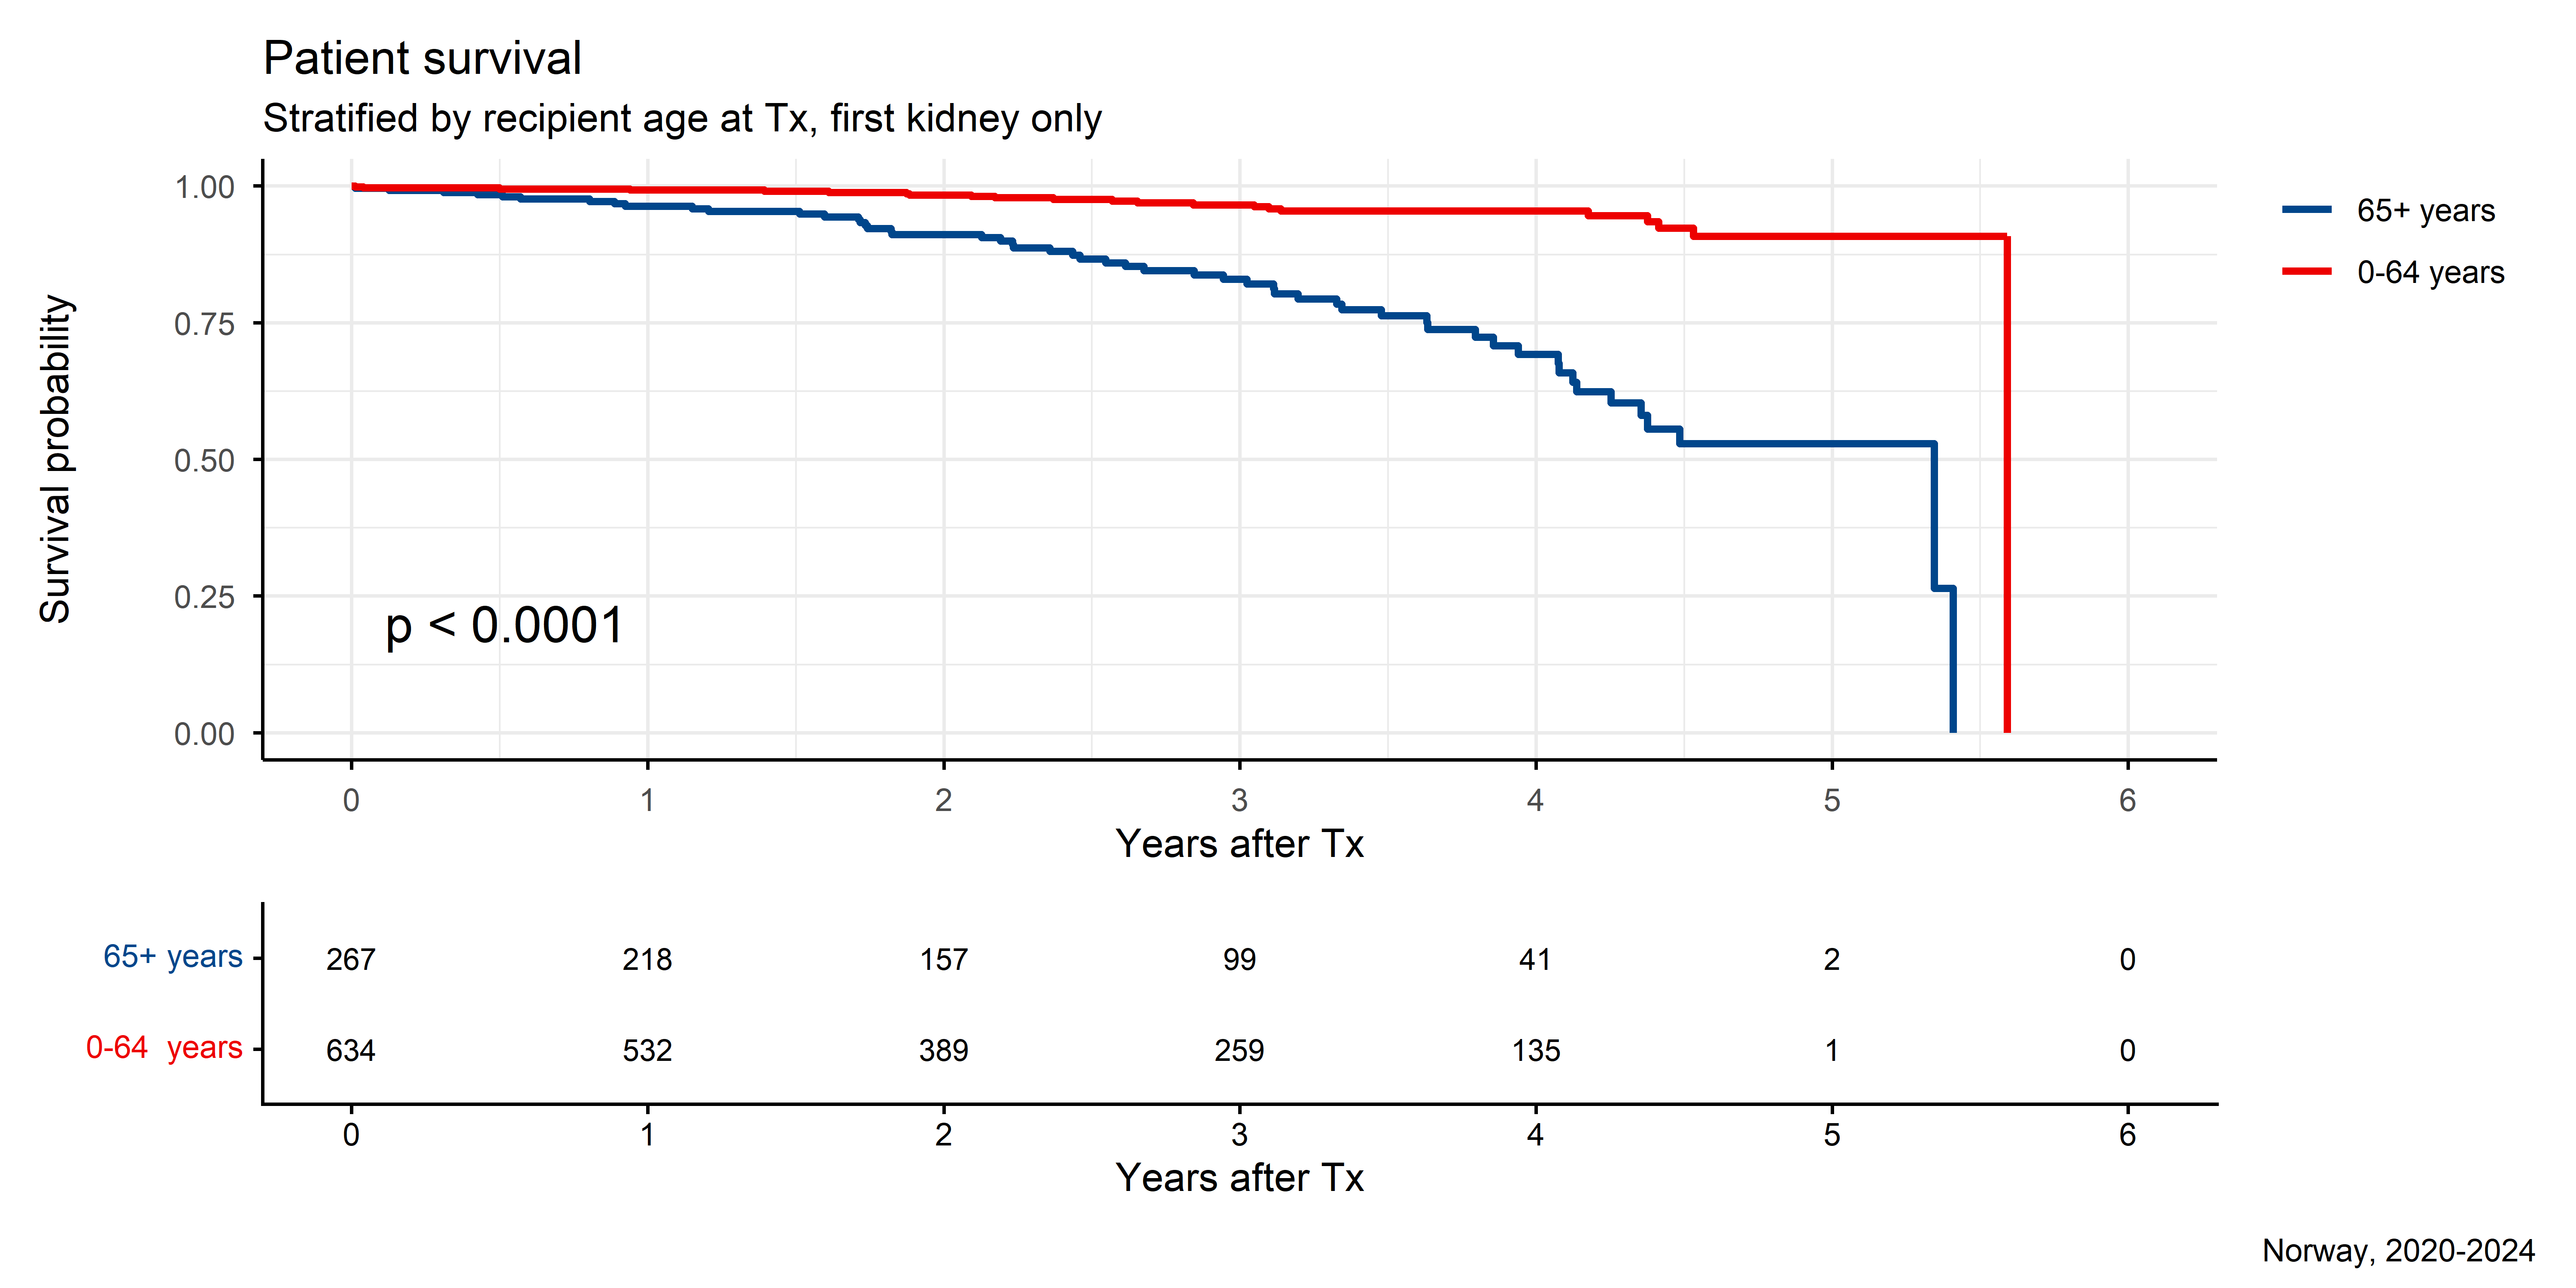 Patient survival
Stratified by recipient age at Tx, first kidney only
Survival probability
1.00
0.75
0.50
0.25
0.00
p < 0.0001
65+ years
0-64 years
0 1 2 3 4 5 6
Years after Tx
65+ years 267 218 157 99 41 2 0
0-64  years 634 532 389 259 135 1 0
0 1 2 3 4 5 6
Years after Tx
Norway, 2020-2024